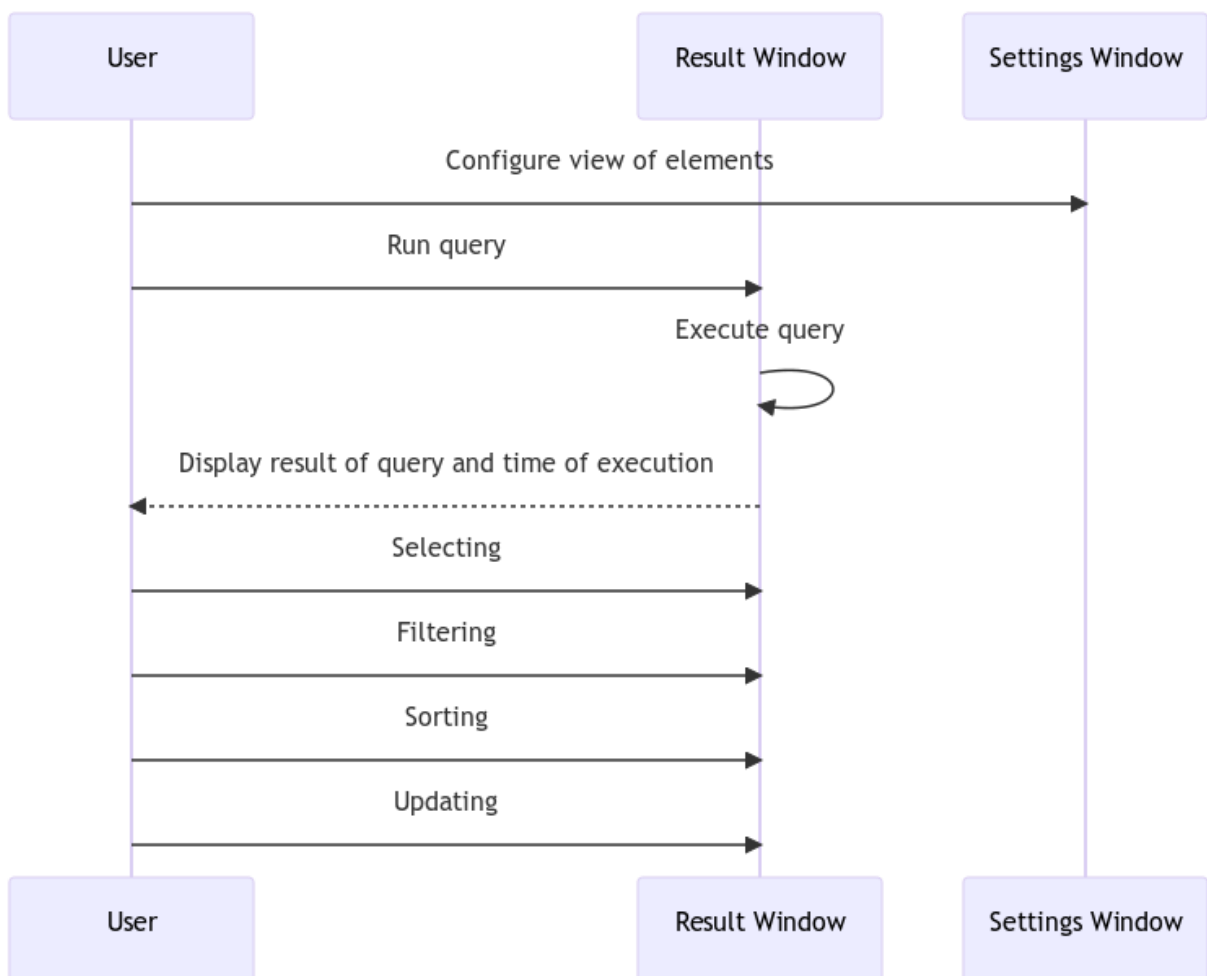 User
Result Window
Settings Window
Configure view of elements
Run query
Execute query
Display result of query and time of execution
Selecting
Filtering
Sorting
Updating
User
Result Window
Settings Window